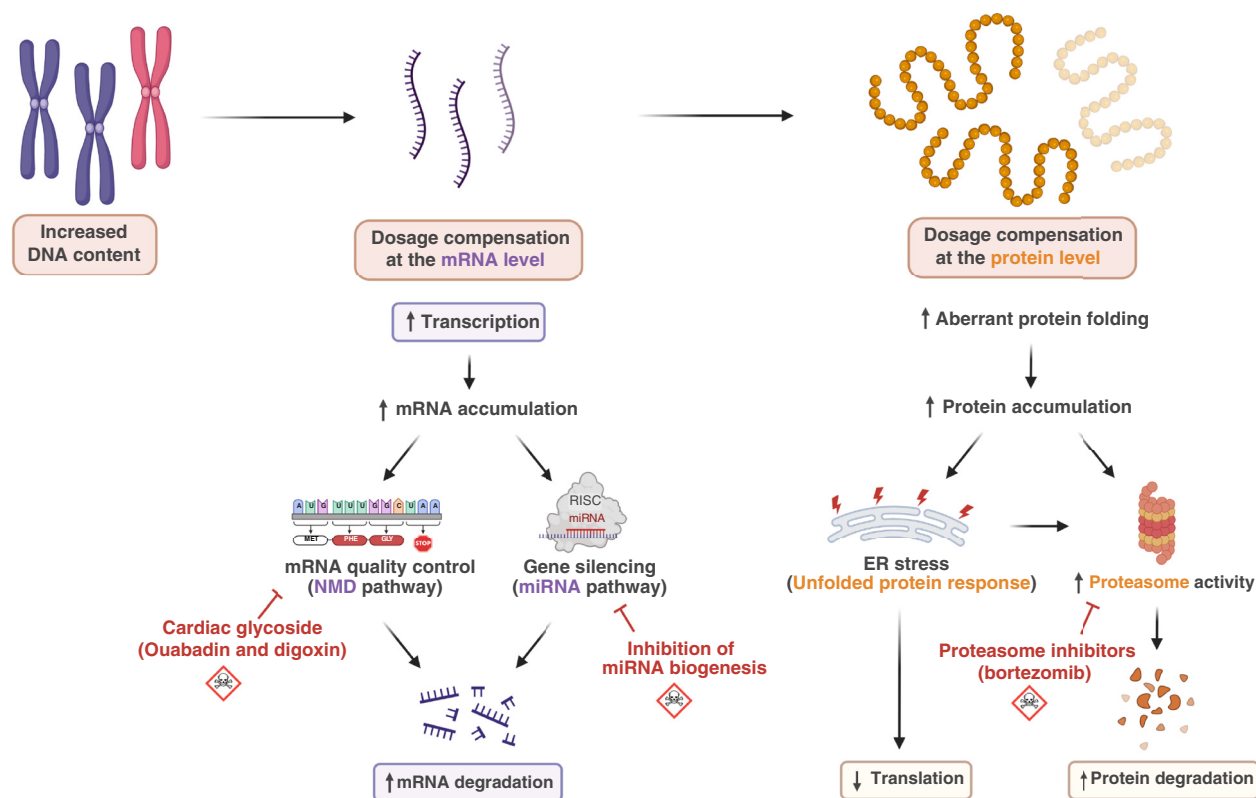 Increased
DNA content
Dosage compensation
at the mRNA level
Dosage compensation
at the protein level
↑ Transcription
↑ mRNA accumulation
A U G U U U G G C U A A
MET PHE GLY STOP
mRNA quality control
(NMD pathway)
RISC
miRNA
Gene silencing
(miRNA pathway)
Cardiac glycoside
(Ouabadin and digoxin)
Inhibition of
miRNA biogenesis
↑ mRNA degradation
↑ Aberrant protein folding
↑ Protein accumulation
ER stress
(Unfolded protein response)
↑ Proteasome activity
Proteasome inhibitors
(bortezomib)
↓ Translation
↑ Protein degradation